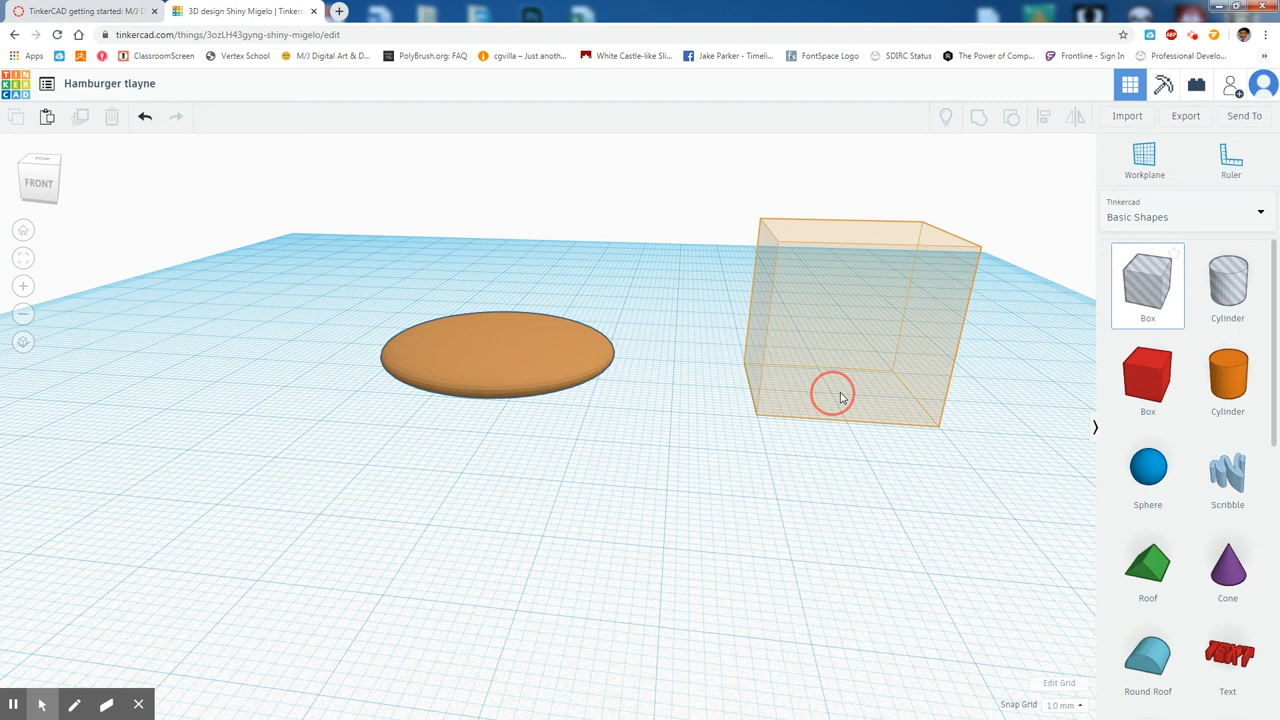 TinkerCAD getting started: M/J D
3D design Shiny Migelo | Tinkerc
tinkercad.com/things/3ozLH43gyng-shiny-migelo/edit
Apps
ClassroomScreen
Vertex School
M/J Digital Art & D...
PolyBrush.org: FAQ
cgvilla – Just anoth...
White Castle-like Sli...
Jake Parker - Timeli...
FontSpace Logo
SDIRC Status
The Power of Comp...
Frontline - Sign In
Professional Develo...
TIN
KER
CAD
Hamburger tlayne
Import
Export
Send To
TOP
FRONT
Workplane
Ruler
Tinkercad
Basic Shapes
Box
Cylinder
Box
Cylinder
Sphere
Scribble
Roof
Cone
Round Roof
TEXT
Text
Edit Grid
Snap Grid 1.0 mm